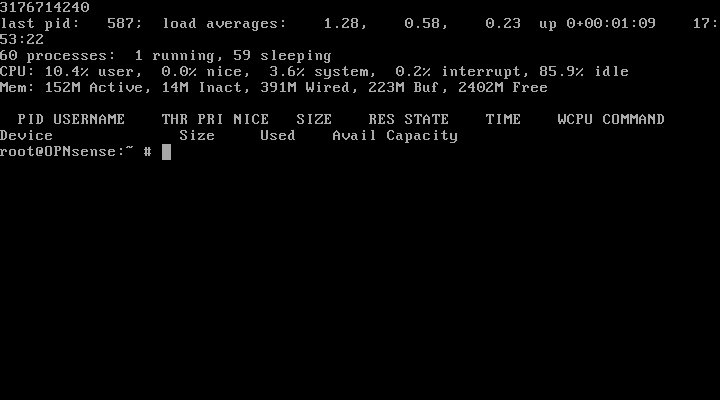 3176714240
last pid:   587;  load averages:    1.28,    0.58,    0.23  up 0+00:01:09    17:
53:22
60 processes:  1 running, 59 sleeping
CPU: 10.4% user,  0.0% nice,  3.6% system,  0.2% interrupt, 85.9% idle
Mem: 152M Active, 14M Inact, 391M Wired, 223M Buf, 2402M Free
  PID USERNAME    THR PRI NICE   SIZE    RES STATE    TIME    WCPU COMMAND
Device              Size     Used    Avail Capacity
root@OPNsense:~ #